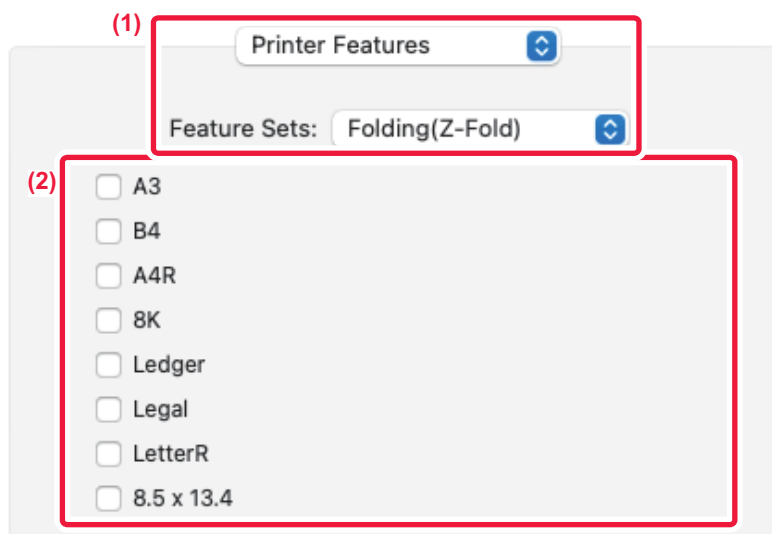 (1)
Printer Features
Feature Sets: Folding(Z-Fold)
(2)
A3
B4
A4R
8K
Ledger
Legal
LetterR
8.5 x 13.4